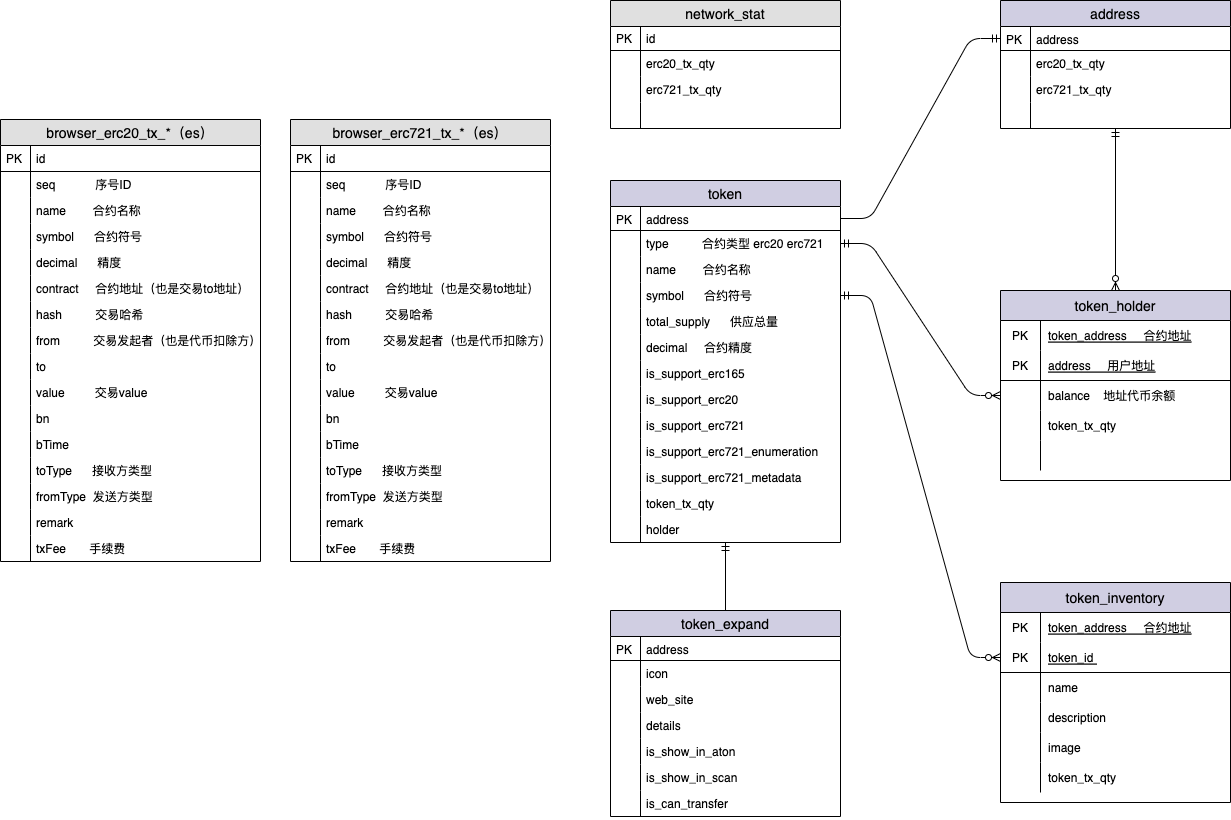 network_stat
PK id
erc20_tx_qty
erc721_tx_qty
address
PK address
erc20_tx_qty
erc721_tx_qty
browser_erc20_tx_*（es）
PK id
seq 序号ID
name 合约名称
symbol 合约符号
decimal 精度
contract 合约地址（也是交易to地址）
hash 交易哈希
from 交易发起者（也是代币扣除方）
to
value 交易value
bn
bTime
toType 接收方类型
fromType 发送方类型
remark
txFee 手续费
browser_erc721_tx_*（es）
PK id
seq 序号ID
name 合约名称
symbol 合约符号
decimal 精度
contract 合约地址（也是交易to地址）
hash 交易哈希
from 交易发起者（也是代币扣除方）
to
value 交易value
bn
bTime
toType 接收方类型
fromType 发送方类型
remark
txFee 手续费
token
PK address
type 合约类型 erc20 erc721
name 合约名称
symbol 合约符号
total_supply 供应总量
decimal 合约精度
is_support_erc165
is_support_erc20
is_support_erc721
is_support_erc721_enumeration
is_support_erc721_metadata
token_tx_qty
holder
token_holder
PK token_address 合约地址
PK address 用户地址
balance 地址代币余额
token_tx_qty
token_expand
PK address
icon
web_site
details
is_show_in_aton
is_show_in_scan
is_can_transfer
token_inventory
PK token_address 合约地址
PK token_id
name
description
image
token_tx_qty